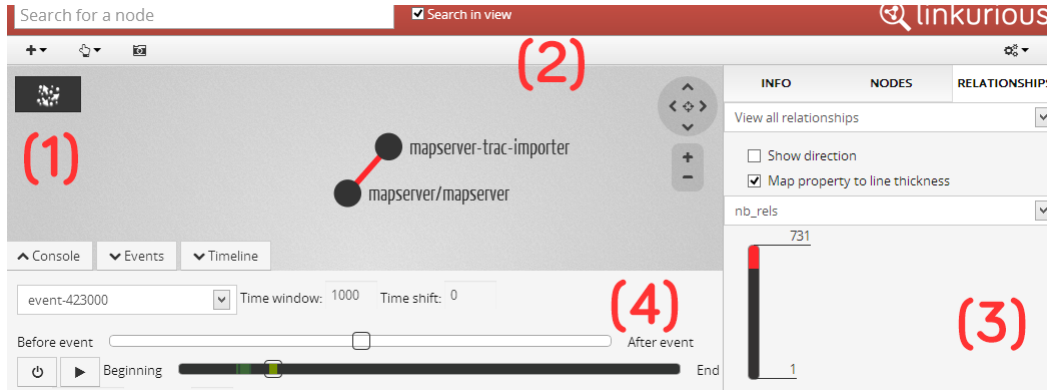 Search for a node
Search in view
linkurious
(2)
INFO NODES RELATIONSHIPS
View all relationships
(1)
mapserver-trac-importer
mapserver/mapserver
Show direction
Map property to line thickness
nb_rels
731
Console Events Timeline
event-423000 Time window: 1000 Time shift: 0
(4)
(3)
Before event After event
Beginning End
1